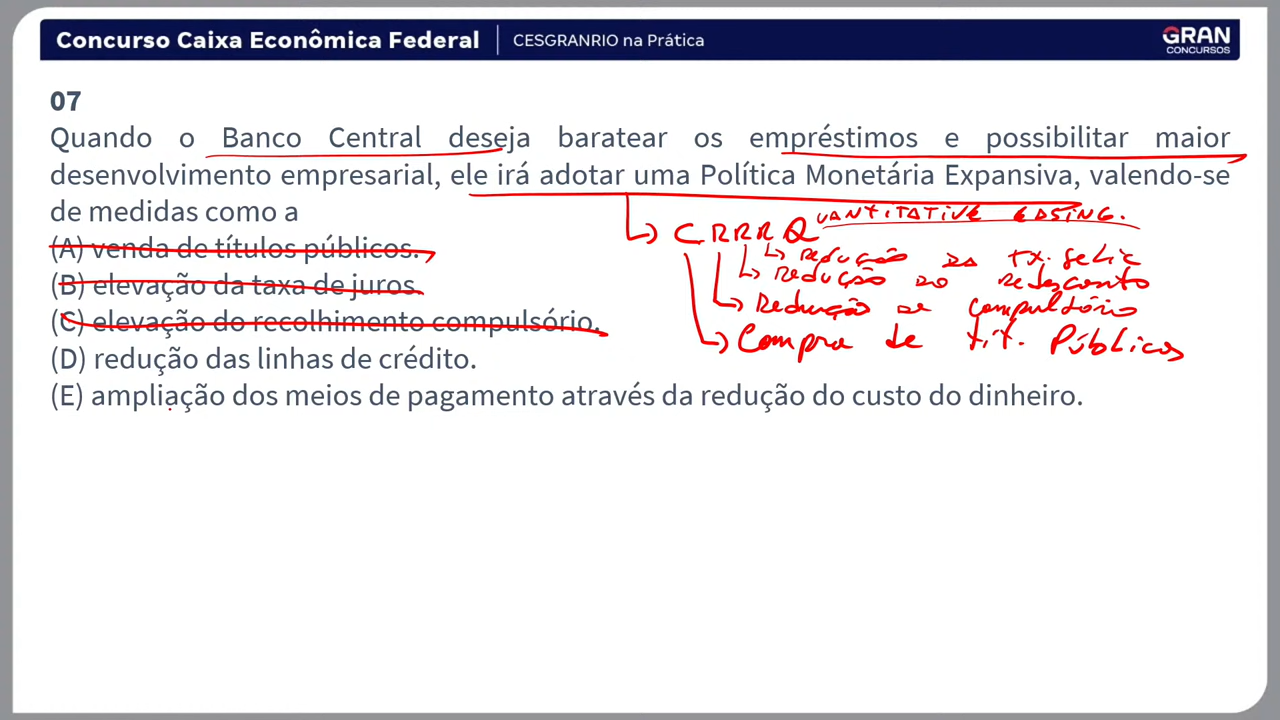 Concurso Caixa Econômica Federal | CESGRANRIO na Prática
GRAN
CONCURSOS
07
Quando o Banco Central deseja baratear os empréstimos e possibilitar maior
desenvolvimento empresarial, ele irá adotar uma Política Monetária Expansiva, valendo-se
de medidas como a
CRRRQUANTITATIVE EASING.
(A) venda de títulos públicos.
Redução da tx. selic
(B) elevação da taxa de juros.
Redução do redesconto
Redução de compulsório
(C) elevação do recolhimento compulsório.
Compra de tít. Públicos
(D) redução das linhas de crédito.
(E) ampliação dos meios de pagamento através da redução do custo do dinheiro.